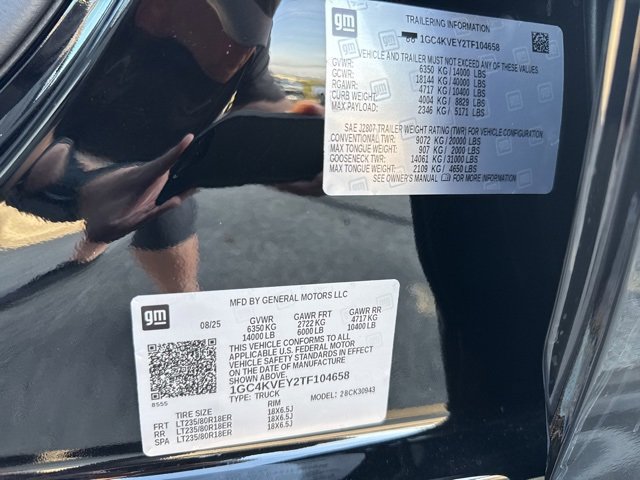 gm
TRAILERING INFORMATION
1GC4KVEY2TF104658
VEHICLE AND TRAILER MUST NOT EXCEED ANY OF THESE VALUES
GVWR: 6350 KG / 14000 LBS
GCWR: 18144 KG / 40000 LBS
RGAWR: 4717 KG / 10400 LBS
CURB WEIGHT: 4004 KG / 8829 LBS
MAX PAYLOAD: 2346 KG / 5171 LBS
SAE J2807 TRAILER WEIGHT RATING (TWR) FOR VEHICLE CONFIGURATION
CONVENTIONAL TWR: 9072 KG / 20000 LBS
MAX TONGUE WEIGHT: 907 KG / 2000 LBS
GOOSENECK TWR: 14061 KG / 31000 LBS
MAX TONGUE WEIGHT: 2109 KG / 4650 LBS
SEE OWNER'S MANUAL FOR MORE INFORMATION
gm
MFD BY GENERAL MOTORS LLC
08/25 GVWR GAWR FRT GAWR RR
6350 KG 2722 KG 4717 KG
14000 LB 6000 LB 10400 LB
THIS VEHICLE CONFORMS TO ALL
APPLICABLE U.S. FEDERAL MOTOR
VEHICLE SAFETY STANDARDS IN EFFECT
ON THE DATE OF MANUFACTURE
SHOWN ABOVE.
1GC4KVEY2TF104658
TYPE: TRUCK MODEL: 28CK30943
8555
TIRE SIZE RIM
FRT LT235/80R18ER 18X6.5J
RR LT235/80R18ER 18X6.5J
SPA LT235/80R18ER 18X6.5J